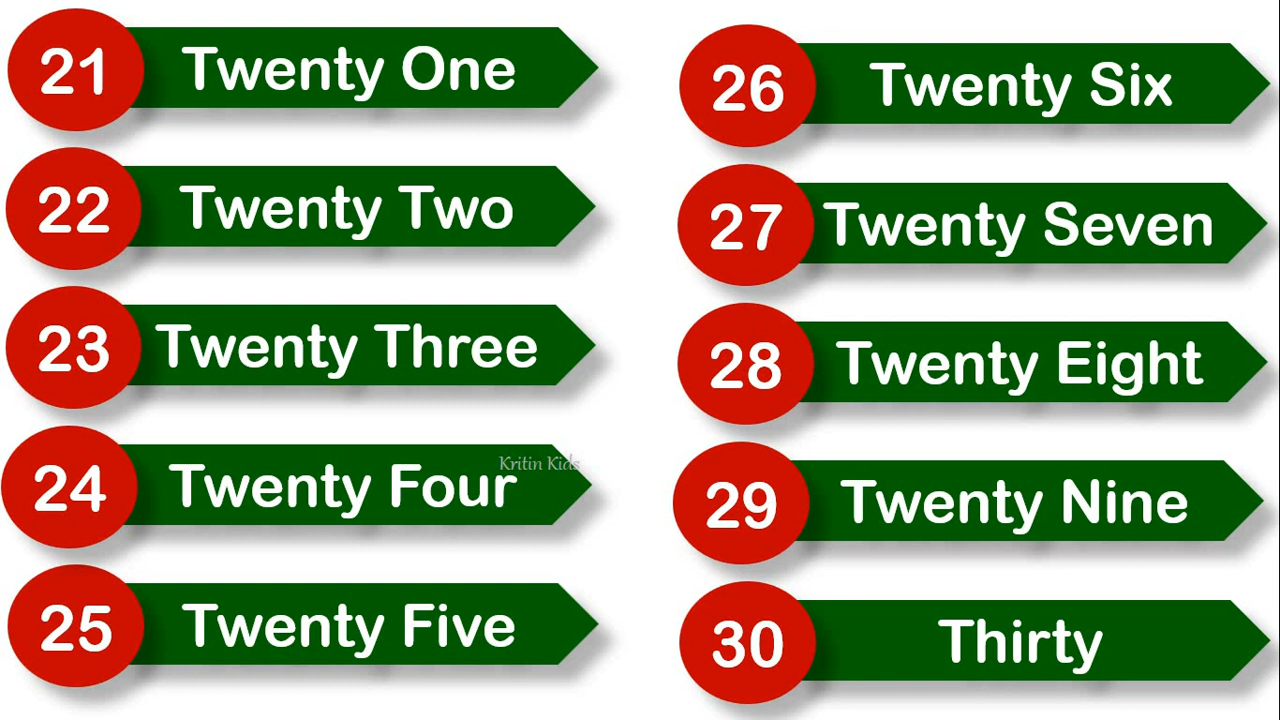 21 Twenty One
22 Twenty Two
23 Twenty Three
24 Twenty Four
Kritin Kids
25 Twenty Five
26 Twenty Six
27 Twenty Seven
28 Twenty Eight
29 Twenty Nine
30 Thirty